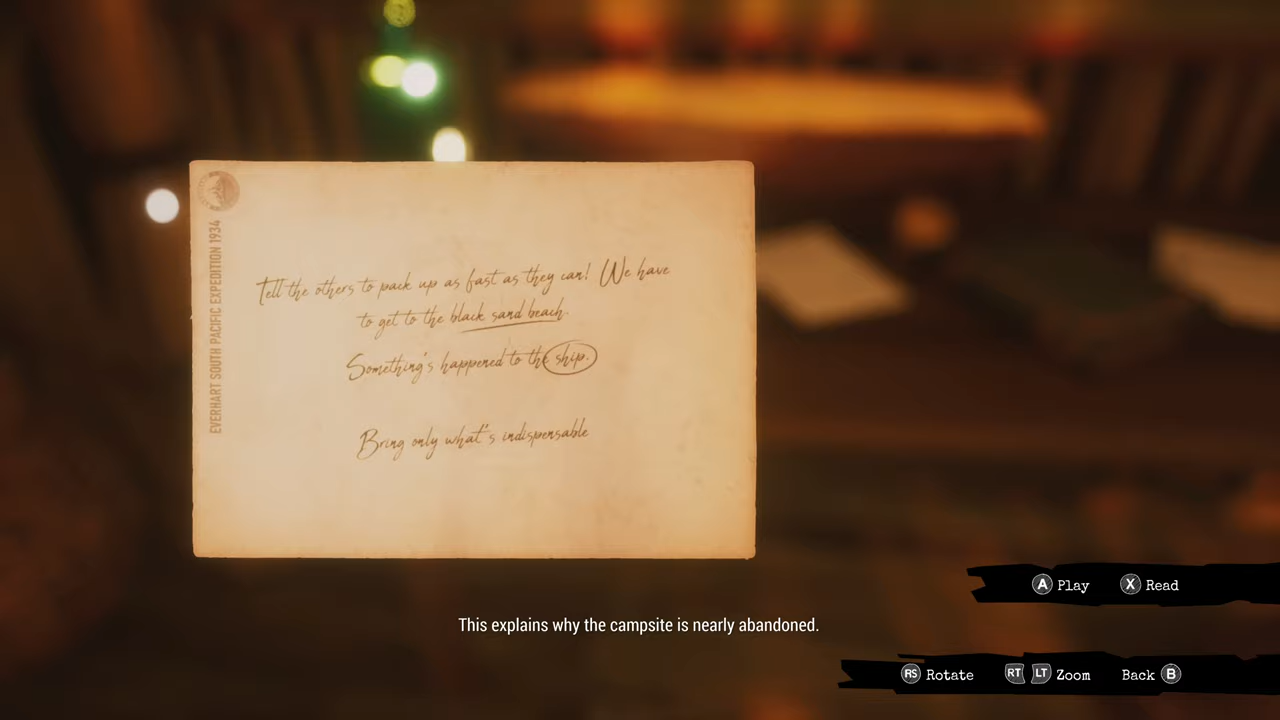 EVERHART SOUTH PACIFIC EXPEDITION 1934
Tell the others to pack up as fast as they can! We have
to get to the black sand beach.
Something's happened to the ship.
Bring only what's indispensable
This explains why the campsite is nearly abandoned.
A Play X Read
RS Rotate RT LT Zoom Back B